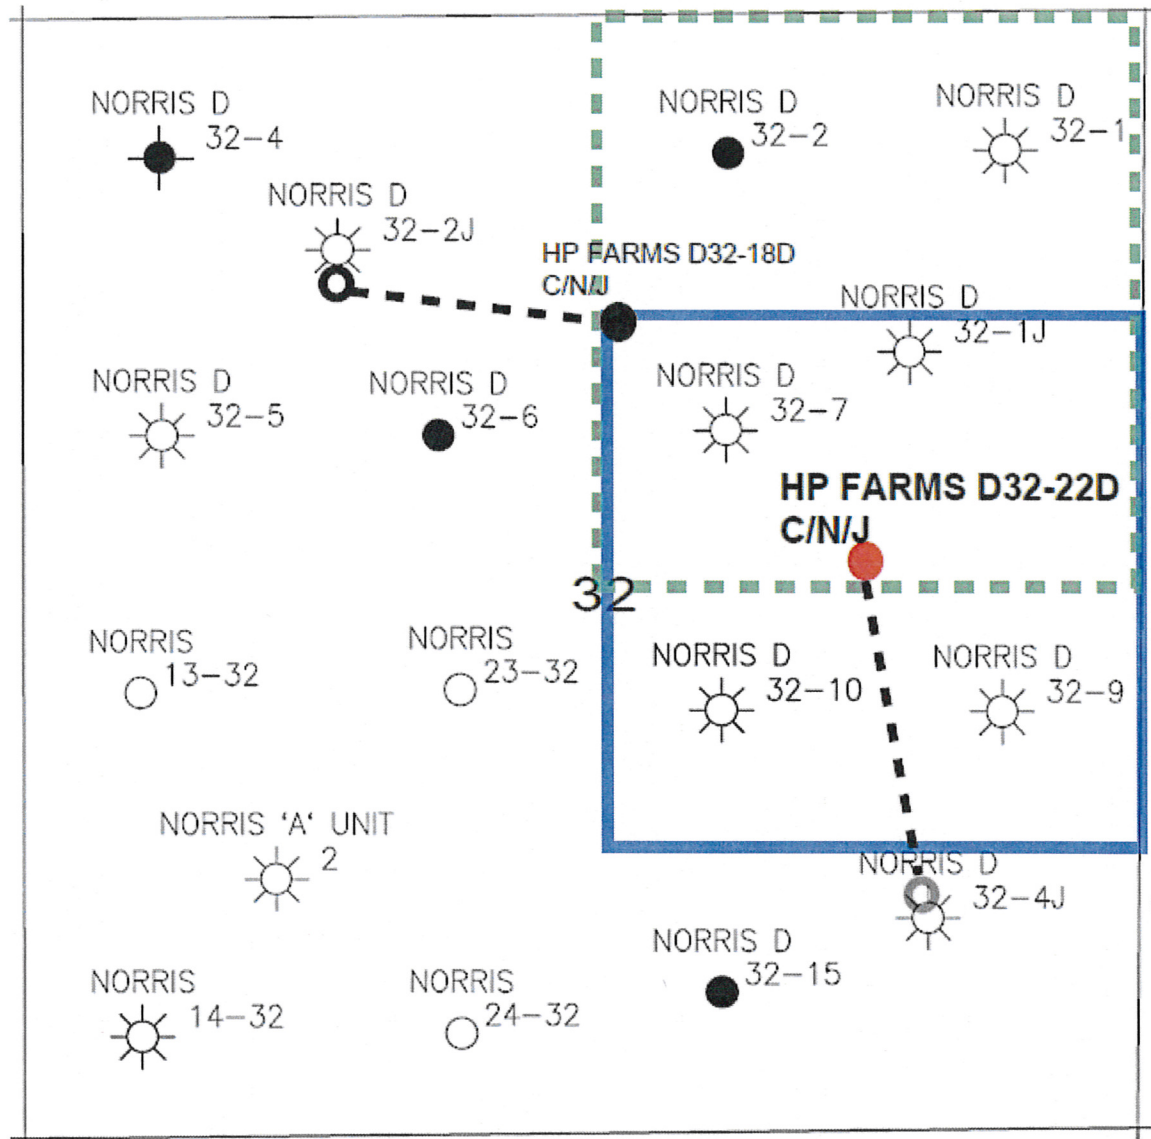 NORRIS D
32-4
NORRIS D
32-2
NORRIS D
32-1
NORRIS D
32-2J
HP FARMS D32-18D
C/N/J
NORRIS D
32-1J
NORRIS D
32-5
NORRIS D
32-6
NORRIS D
32-7
HP FARMS D32-22D
C/N/J
32
NORRIS
13-32
NORRIS
23-32
NORRIS D
32-10
NORRIS D
32-9
NORRIS 'A' UNIT
2
NORRIS D
32-4J
NORRIS D
32-15
NORRIS
14-32
NORRIS
24-32